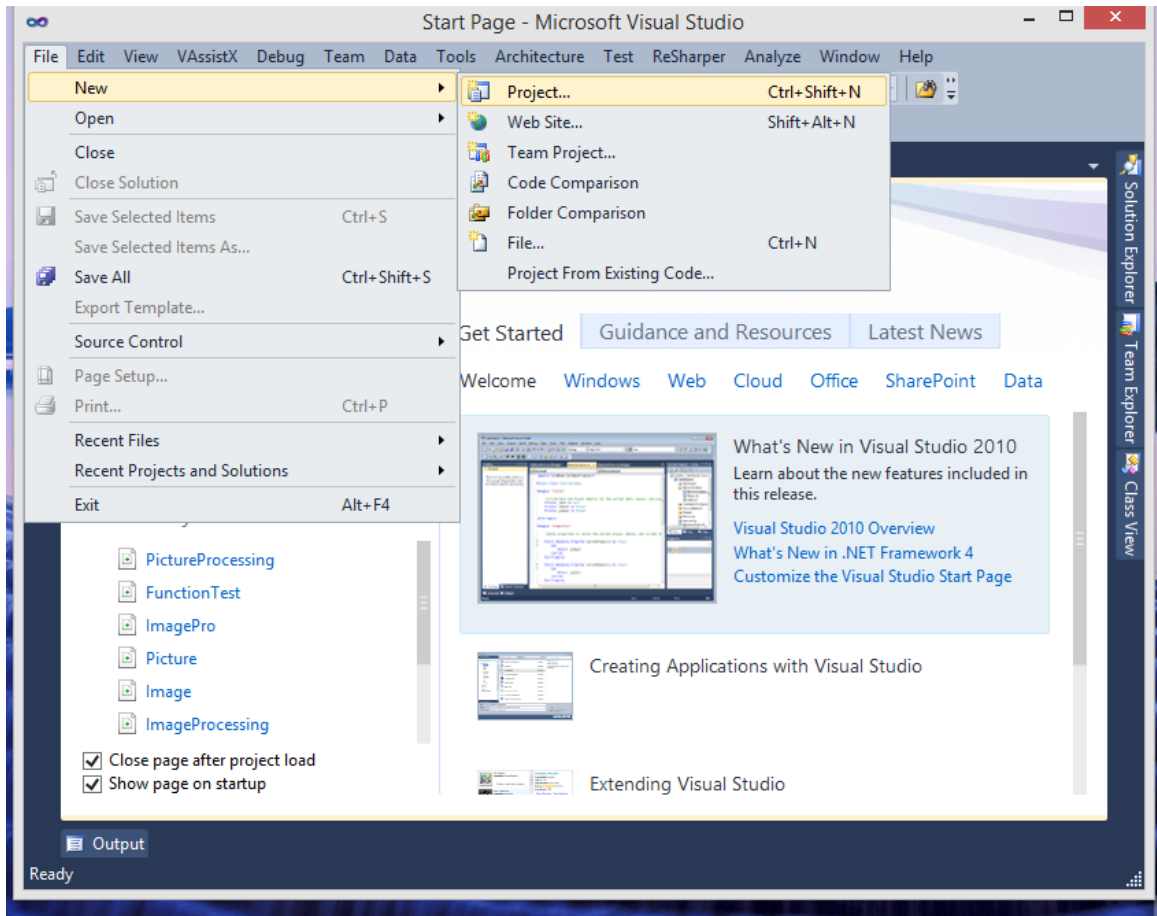 Start Page - Microsoft Visual Studio
File Edit View VAssistX Debug Team Data Tools Architecture Test ReSharper Analyze Window Help
New
Open
Close
Close Solution
Save Selected Items Ctrl+S
Save Selected Items As...
Save All Ctrl+Shift+S
Export Template...
Source Control
Page Setup...
Print... Ctrl+P
Recent Files
Recent Projects and Solutions
Exit Alt+F4
Project... Ctrl+Shift+N
Web Site... Shift+Alt+N
Team Project...
Code Comparison
Folder Comparison
File... Ctrl+N
Project From Existing Code...
Get Started Guidance and Resources Latest News
Welcome Windows Web Cloud Office SharePoint Data
What's New in Visual Studio 2010
Learn about the new features included in
this release.
Visual Studio 2010 Overview
What's New in .NET Framework 4
Customize the Visual Studio Start Page
Creating Applications with Visual Studio
Extending Visual Studio
PictureProcessing
FunctionTest
ImagePro
Picture
Image
ImageProcessing
Close page after project load
Show page on startup
Solution Explorer
Team Explorer
Class View
Output
Ready